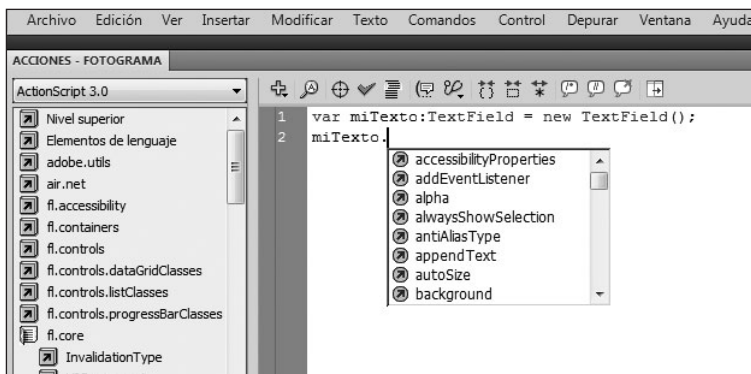 Archivo Edición Ver Insertar Modificar Texto Comandos Control Depurar Ventana Ayuda
ACCIONES - FOTOGRAMA
ActionScript 3.0
Nivel superior
Elementos de lenguaje
adobe.utils
air.net
fl.accessibility
fl.containers
fl.controls
fl.controls.dataGridClasses
fl.controls.listClasses
fl.controls.progressBarClasses
fl.core
InvalidationType
1 var miTexto:TextField = new TextField();
2 miTexto.
accessibilityProperties
addEventListener
alpha
alwaysShowSelection
antiAliasType
appendText
autoSize
background